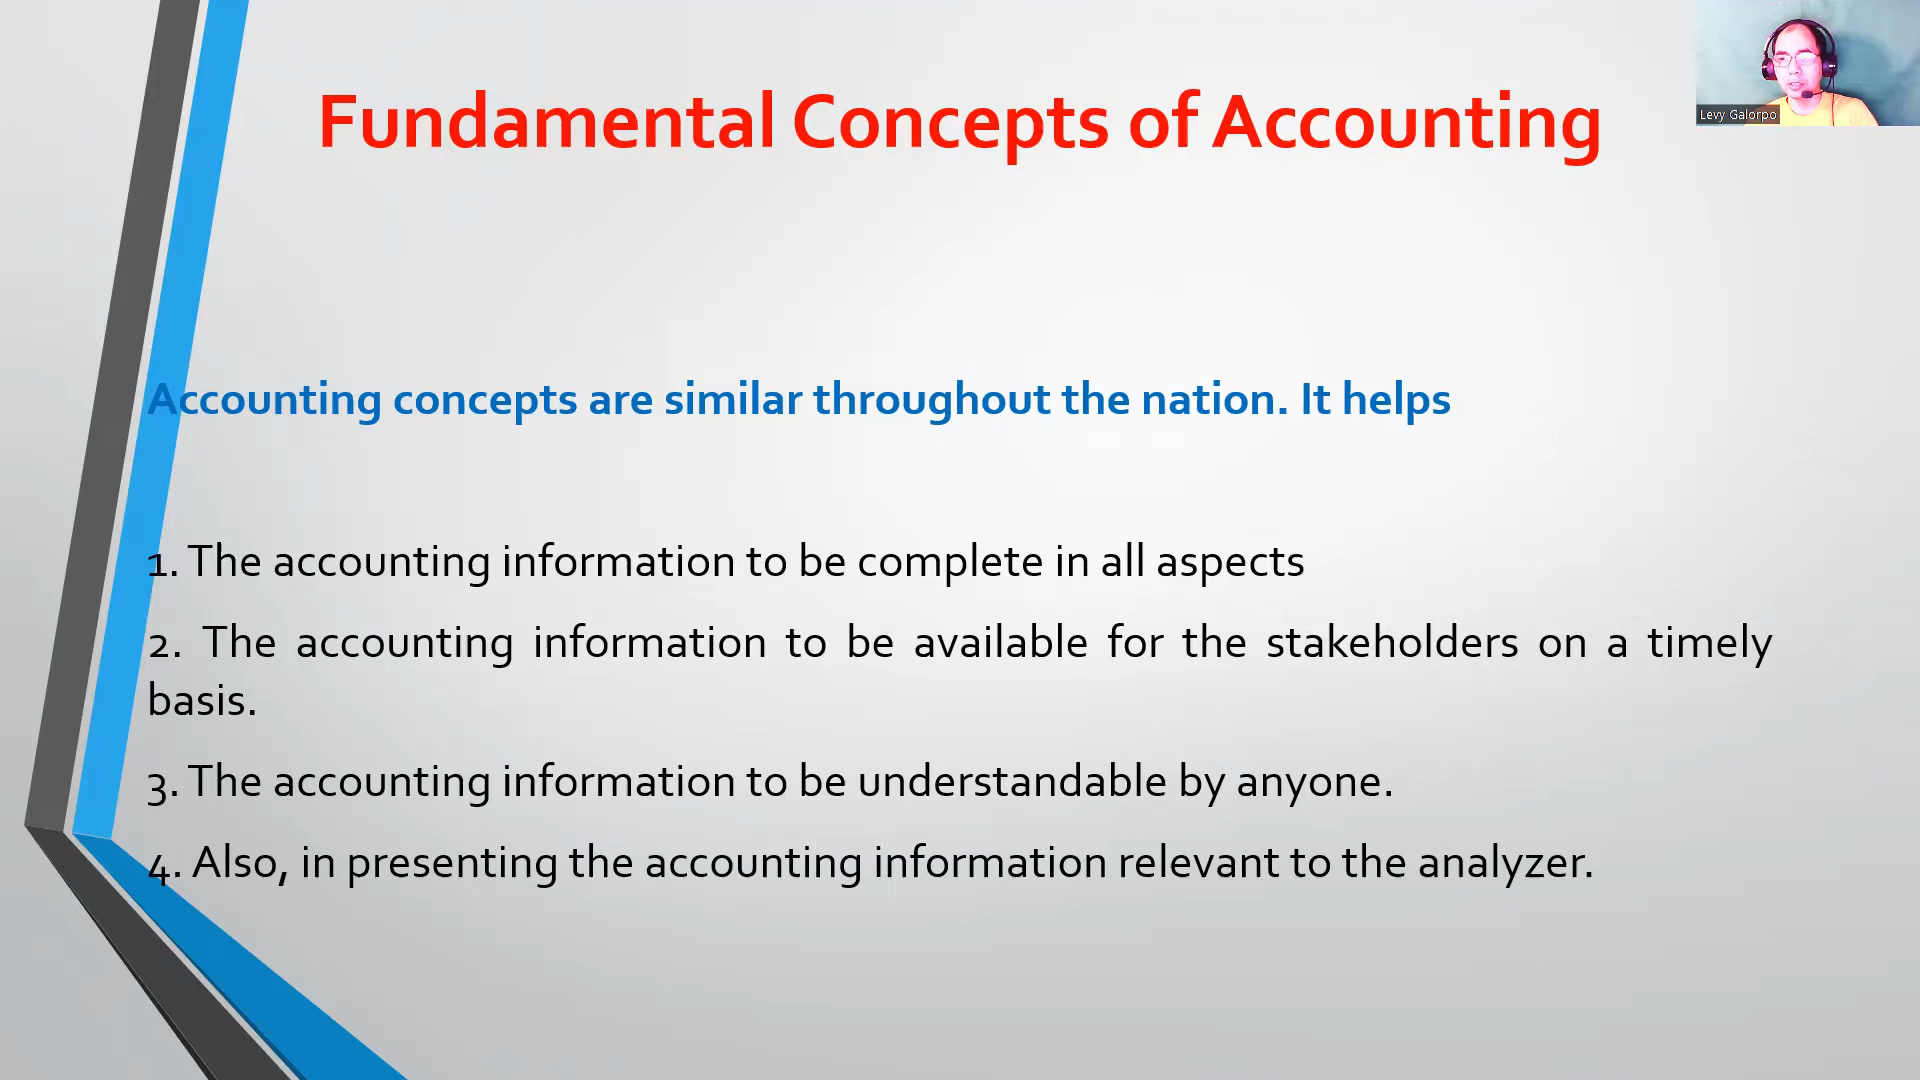 Fundamental Concepts of Accounting
Levy Galorpo
Accounting concepts are similar throughout the nation. It helps
1. The accounting information to be complete in all aspects
2. The accounting information to be available for the stakeholders on a timely
basis.
3. The accounting information to be understandable by anyone.
4. Also, in presenting the accounting information relevant to the analyzer.